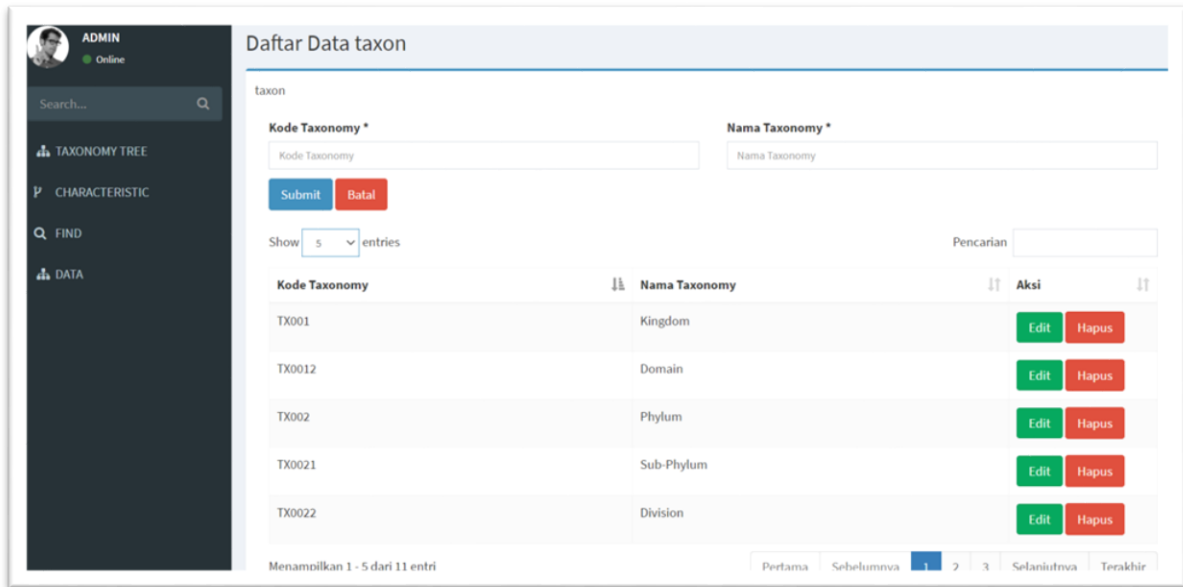 ADMIN
Online
Search...
TAXONOMY TREE
CHARACTERISTIC
FIND
DATA
Daftar Data taxon
taxon
Kode Taxonomy * Nama Taxonomy *
Kode Taxonomy Nama Taxonomy
Submit Batal
Show 5 entries Pencarian
Kode Taxonomy Nama Taxonomy Aksi
TX001 Kingdom Edit Hapus
TX0012 Domain Edit Hapus
TX002 Phylum Edit Hapus
TX0021 Sub-Phylum Edit Hapus
TX0022 Division Edit Hapus
Menampilkan 1 - 5 dari 11 entri Pertama Sebelumnya 1 2 3 Selanjutnya Terakhir